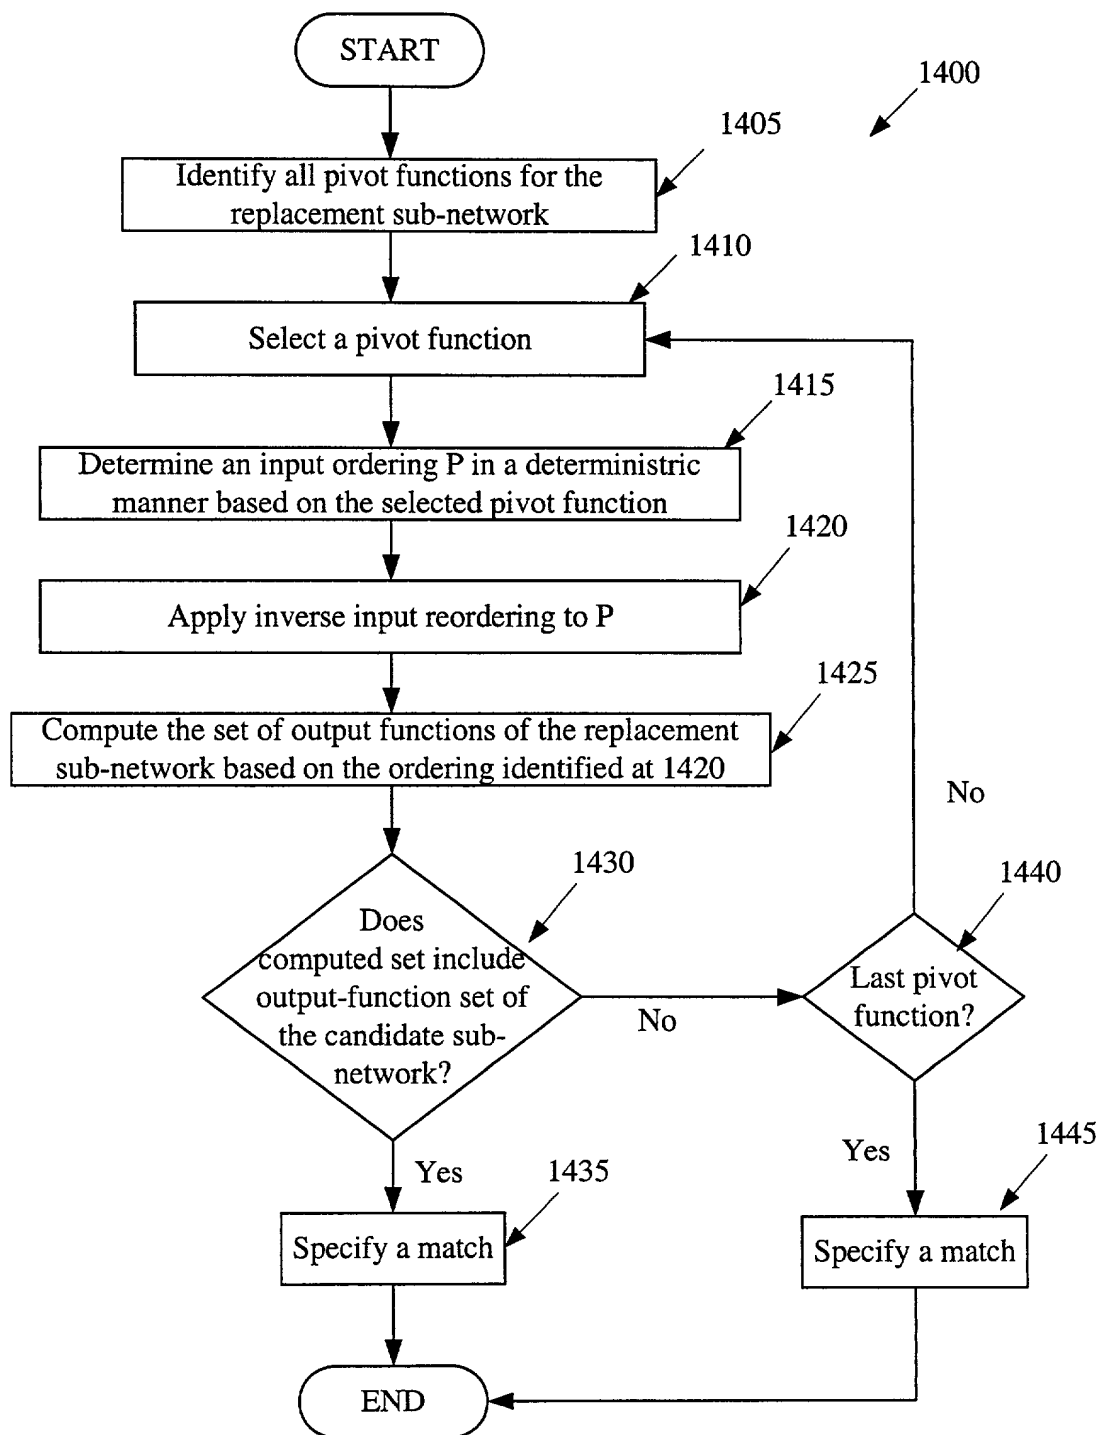 START
1400
1405
Identify all pivot functions for the
replacement sub-network
1410
Select a pivot function
1415
Determine an input ordering P in a deterministric
manner based on the selected pivot function
1420
Apply inverse input reordering to P
1425
Compute the set of output functions of the replacement
sub-network based on the ordering identified at 1420
No
1430
Does
computed set include
output-function set of
the candidate sub-
network?
No
1440
Last pivot
function?
Yes
1435
Specify a match
Yes
1445
Specify a match
END